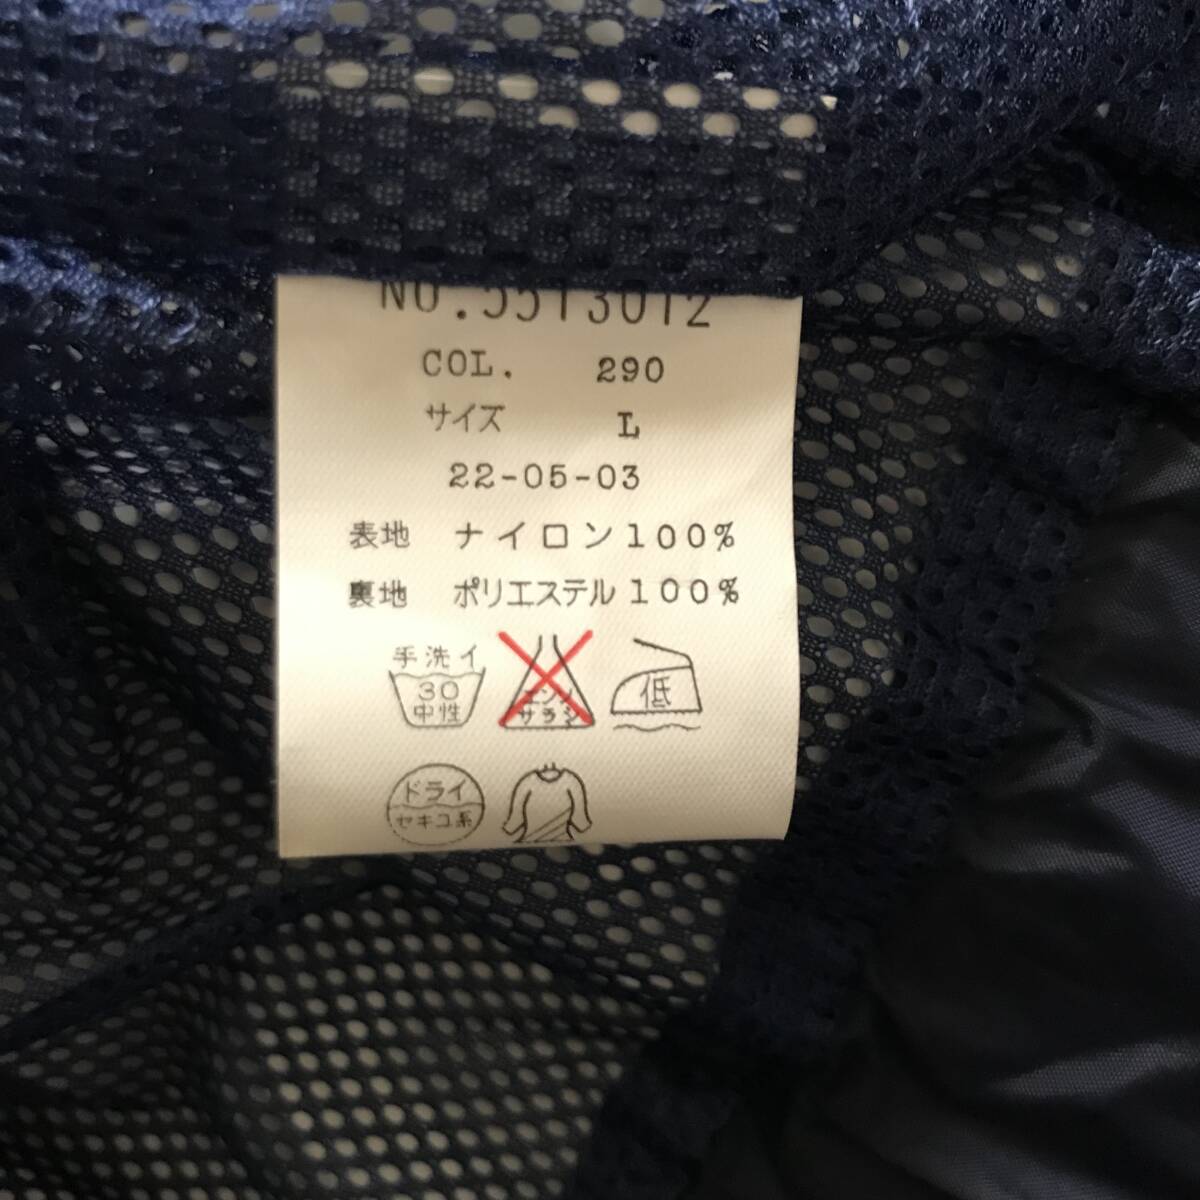 NO.5513012
COL. 290
サイズ L
22-05-03
表地 ナイロン100%
裏地 ポリエステル100%
手洗イ
30
中性
エンソ
サラシ
低
ドライ
セキユ系